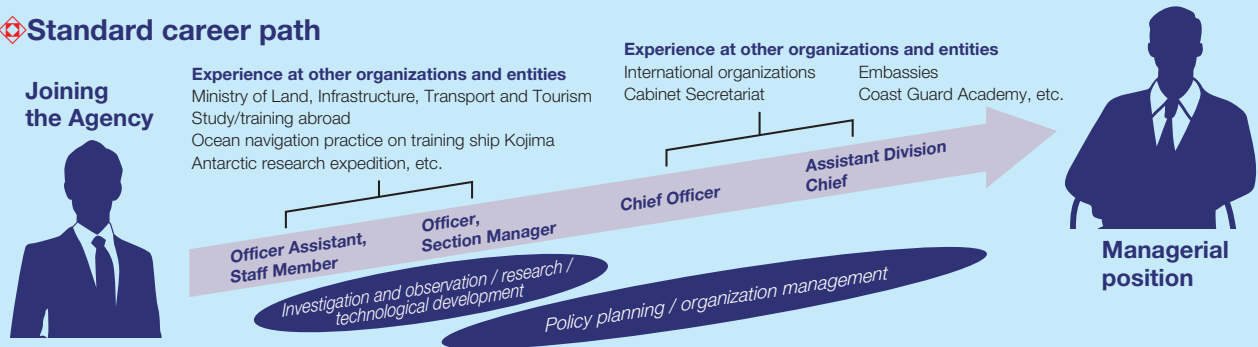 Standard career path
Joining
the Agency
Experience at other organizations and entities
Ministry of Land, Infrastructure, Transport and Tourism
Study/training abroad
Ocean navigation practice on training ship Kojima
Antarctic research expedition, etc.
Experience at other organizations and entities
International organizations
Cabinet Secretariat
Embassies
Coast Guard Academy, etc.
Officer Assistant,
Staff Member
Officer,
Section Manager
Chief Officer
Assistant Division
Chief
Investigation and observation / research /
technological development
Policy planning / organization management
Managerial
position